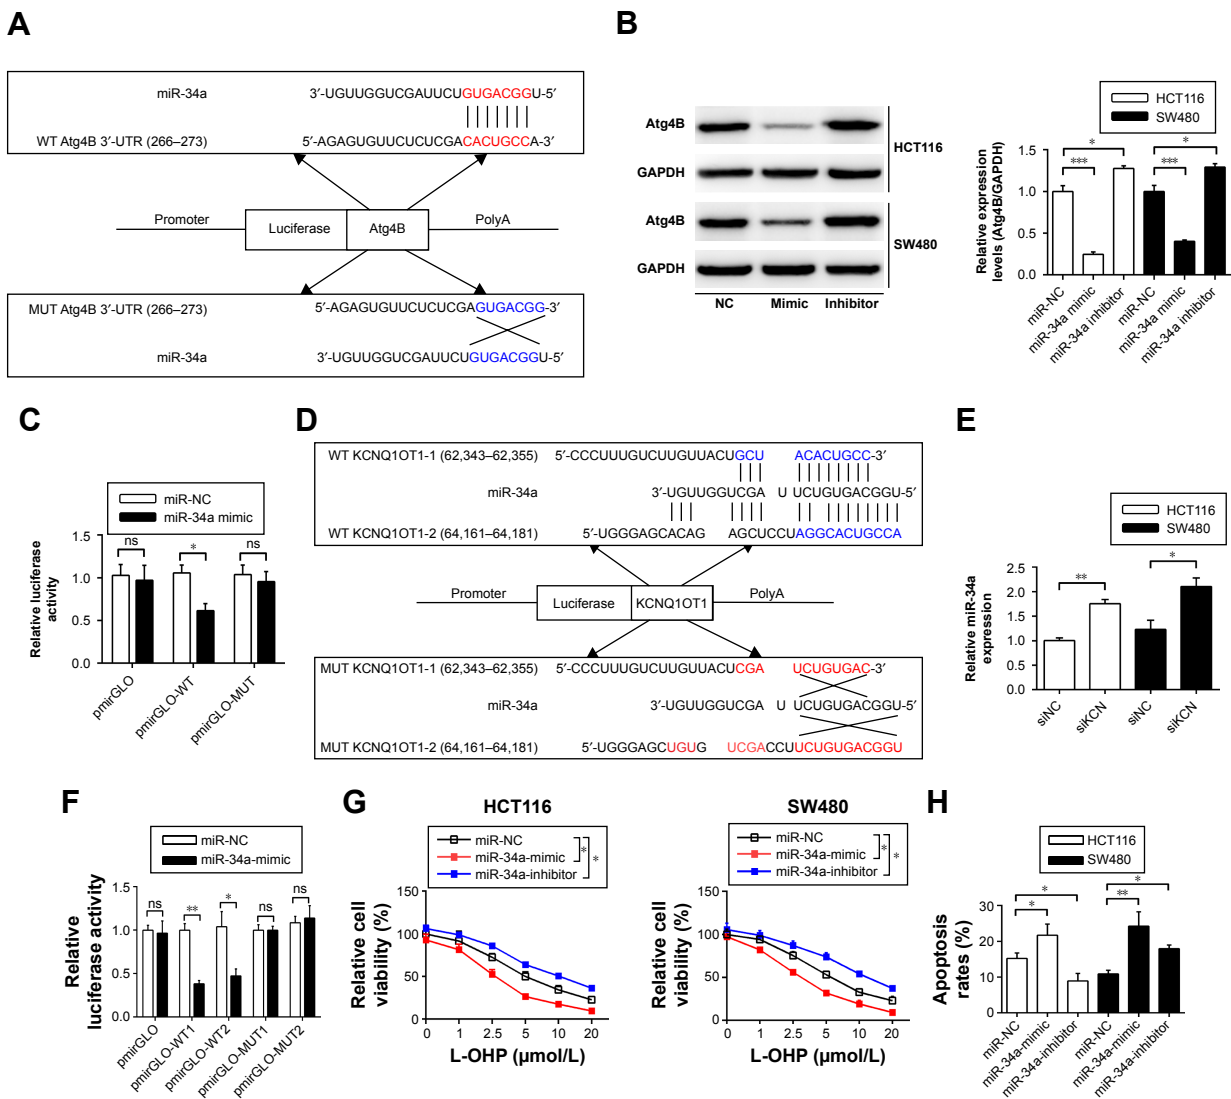 A
miR-34a 3′-UGUUGGUCGAUUCUGUGACGGU-5′
WT Atg4B 3′-UTR (266–273) 5′-AGAGUGUUCUCUCGACACUGCCA-3′
Promoter Luciferase Atg4B PolyA
MUT Atg4B 3′-UTR (266–273) 5′-AGAGUGUUCUCUCGAGUGACGG-3′
miR-34a 3′-UGUUGGUCGAUUCUGUGACGGU-5′
B
Atg4B
GAPDH
HCT116
Atg4B
GAPDH
SW480
NC Mimic Inhibitor
HCT116
SW480
Relative expression
levels (Atg4B/GAPDH)
1.5
1.0
0.5
0.0
*
***
*
***
miR-NC
miR-34a mimic
miR-34a inhibitor
miR-NC
miR-34a mimic
miR-34a inhibitor
C
miR-NC
miR-34a mimic
Relative luciferase
activity
1.5
1.0
0.5
0.0
ns * ns
pmirGLO
pmirGLO-WT
pmirGLO-MUT
D
WT KCNQ1OT1-1 (62,343–62,355) 5′-CCCUUUGUCUUGUUACUGCU ACACUGCC-3′
miR-34a 3′-UGUUGGUCGA U UCUGUGACGGU-5′
WT KCNQ1OT1-2 (64,161–64,181) 5′-UGGGAGCACAG AGCUCCUAGGCACUGCCA
Promoter Luciferase KCNQ1OT1 PolyA
MUT KCNQ1OT1-1 (62,343–62,355) 5′-CCCUUUGUCUUGUUACUCGA UCUGUGAC-3′
miR-34a 3′-UGUUGGUCGA U UCUGUGACGGU-5′
MUT KCNQ1OT1-2 (64,161–64,181) 5′-UGGGAGCUGUG UCGACCUUCUGUGACGGU
E
HCT116
SW480
Relative miR-34a
expression
2.5
2.0
1.5
1.0
0.5
0.0
** *
siNC
siKCN
siNC
siKCN
F
miR-NC
miR-34a-mimic
Relative
luciferase activity
1.5
1.0
0.5
0.0
ns ** * ns ns
pmirGLO
pmirGLO-WT1
pmirGLO-WT2
pmirGLO-MUT1
pmirGLO-MUT2
G
HCT116
miR-NC
miR-34a-mimic
miR-34a-inhibitor
* *
Relative cell
viability (%)
150
100
50
0
0 1 2.5 5 10 20
L-OHP (µmol/L)
SW480
miR-NC
miR-34a-mimic
miR-34a-inhibitor
* *
Relative cell
viability (%)
150
100
50
0
0 1 2.5 5 10 20
L-OHP (µmol/L)
H
HCT116
SW480
Apoptosis
rates (%)
30
20
10
0
*
*
*
**
miR-NC
miR-34a-mimic
miR-34a-inhibitor
miR-NC
miR-34a-mimic
miR-34a-inhibitor